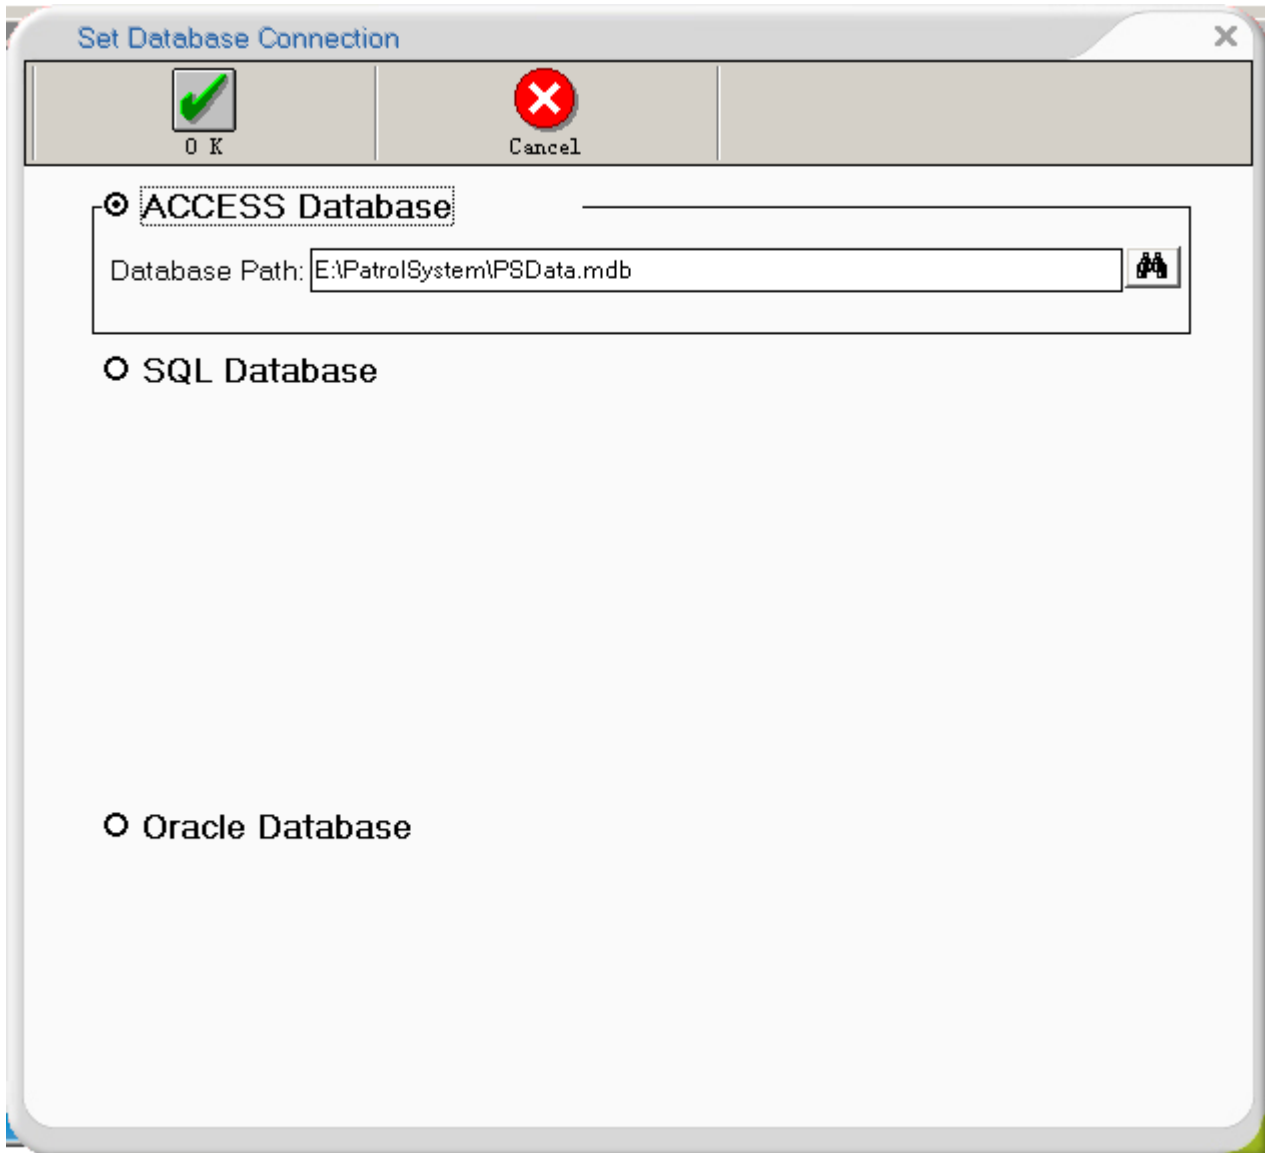 Set Database Connection
O K
Cancel
ACCESS Database
Database Path: E:\PatrolSystem\PSData.mdb
SQL Database
Oracle Database